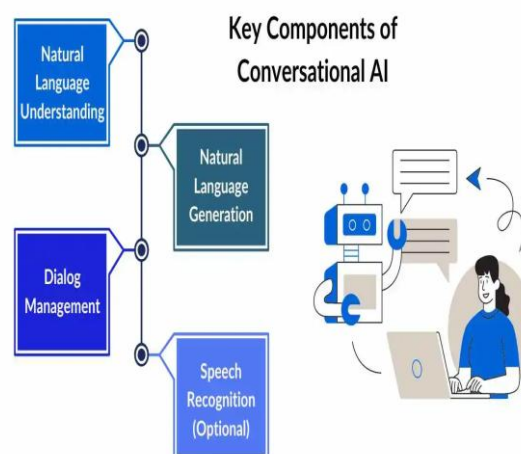 Key Components of
Conversational AI
Natural
Language
Understanding
Natural
Language
Generation
Dialog
Management
Speech
Recognition
(Optional)